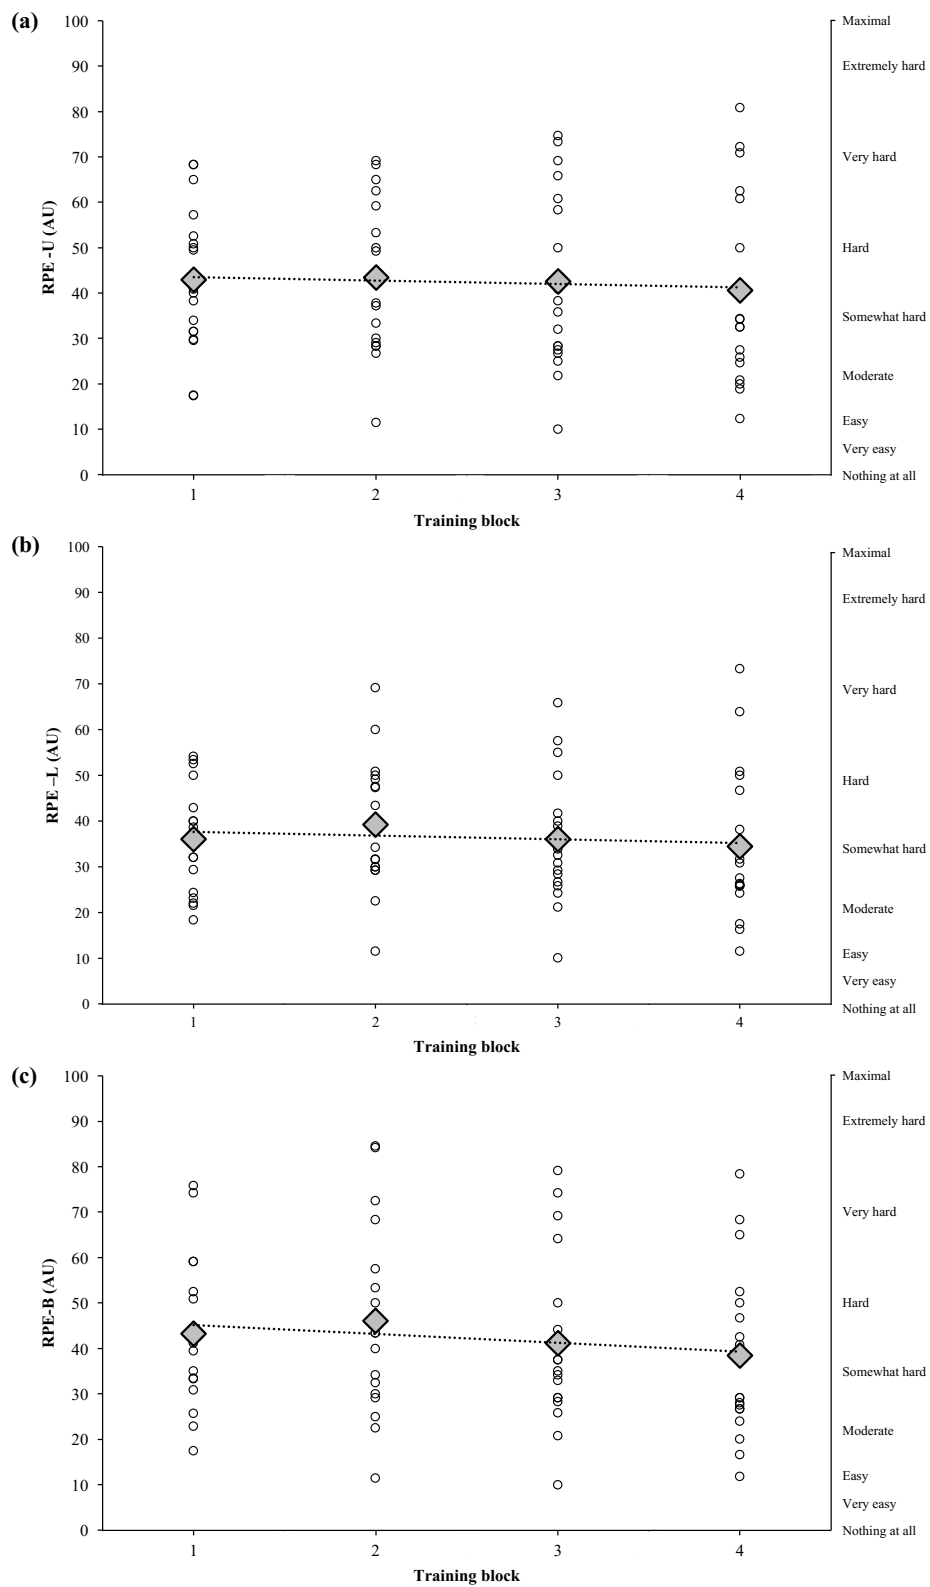 (a)
100
90
80
70
60
50
40
30
20
10
0
RPE -U (AU)
1 2 3 4
Training block
Maximal
Extremely hard
Very hard
Hard
Somewhat hard
Moderate
Easy
Very easy
Nothing at all
(b)
100
90
80
70
60
50
40
30
20
10
0
RPE –L (AU)
1 2 3 4
Training block
Maximal
Extremely hard
Very hard
Hard
Somewhat hard
Moderate
Easy
Very easy
Nothing at all
(c)
100
90
80
70
60
50
40
30
20
10
0
RPE-B (AU)
1 2 3 4
Training block
Maximal
Extremely hard
Very hard
Hard
Somewhat hard
Moderate
Easy
Very easy
Nothing at all